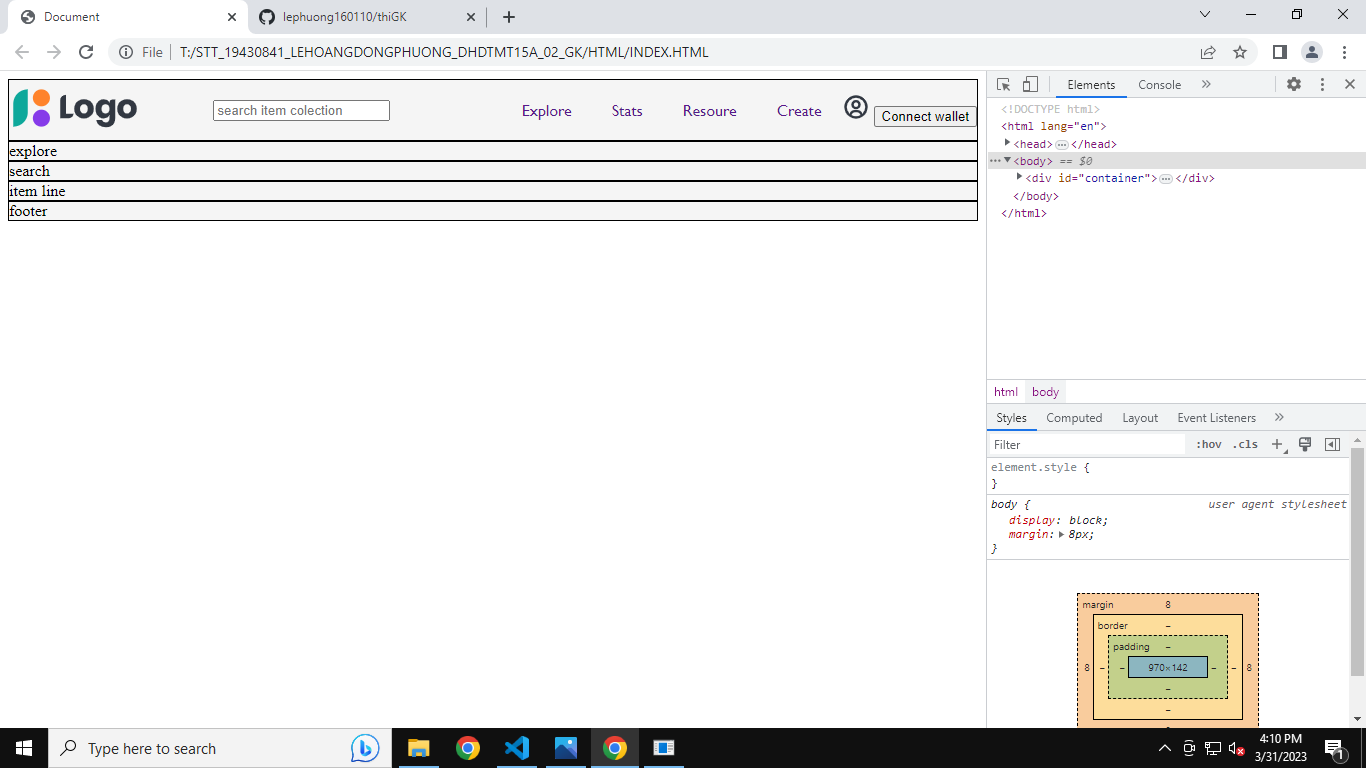 Document
lephuong160110/thiGK
File
T:/STT_19430841_LEHOANGDONGPHUONG_DHDTMT15A_02_GK/HTML/INDEX.HTML
Logo
search item colection
Explore
Stats
Resoure
Create
Connect wallet
explore
search
item line
footer
Elements
Console
<!DOCTYPE html>
<html lang="en">
<head>…</head>
<body> == $0
<div id="container">…</div>
</body>
</html>
html
body
Styles
Computed
Layout
Event Listeners
Filter
:hov
.cls
element.style {
}
body {
user agent stylesheet
display: block;
margin: 8px;
}
margin
8
border
–
padding
–
8
–
–
970×142
–
–
8
–
–
Type here to search
4:10 PM
3/31/2023
1